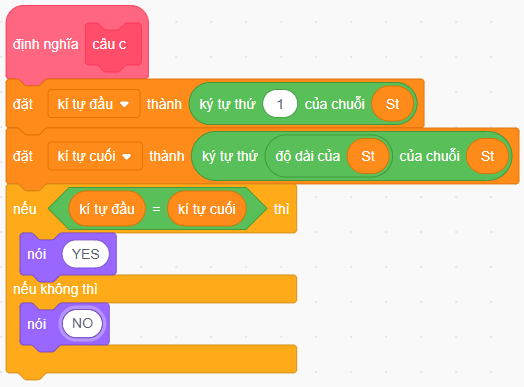 định nghĩa câu c
đặt kí tự đầu thành ký tự thứ 1 của chuỗi St
đặt kí tự cuối thành ký tự thứ độ dài của St của chuỗi St
nếu kí tự đầu = kí tự cuối thì
nói YES
nếu không thì
nói NO